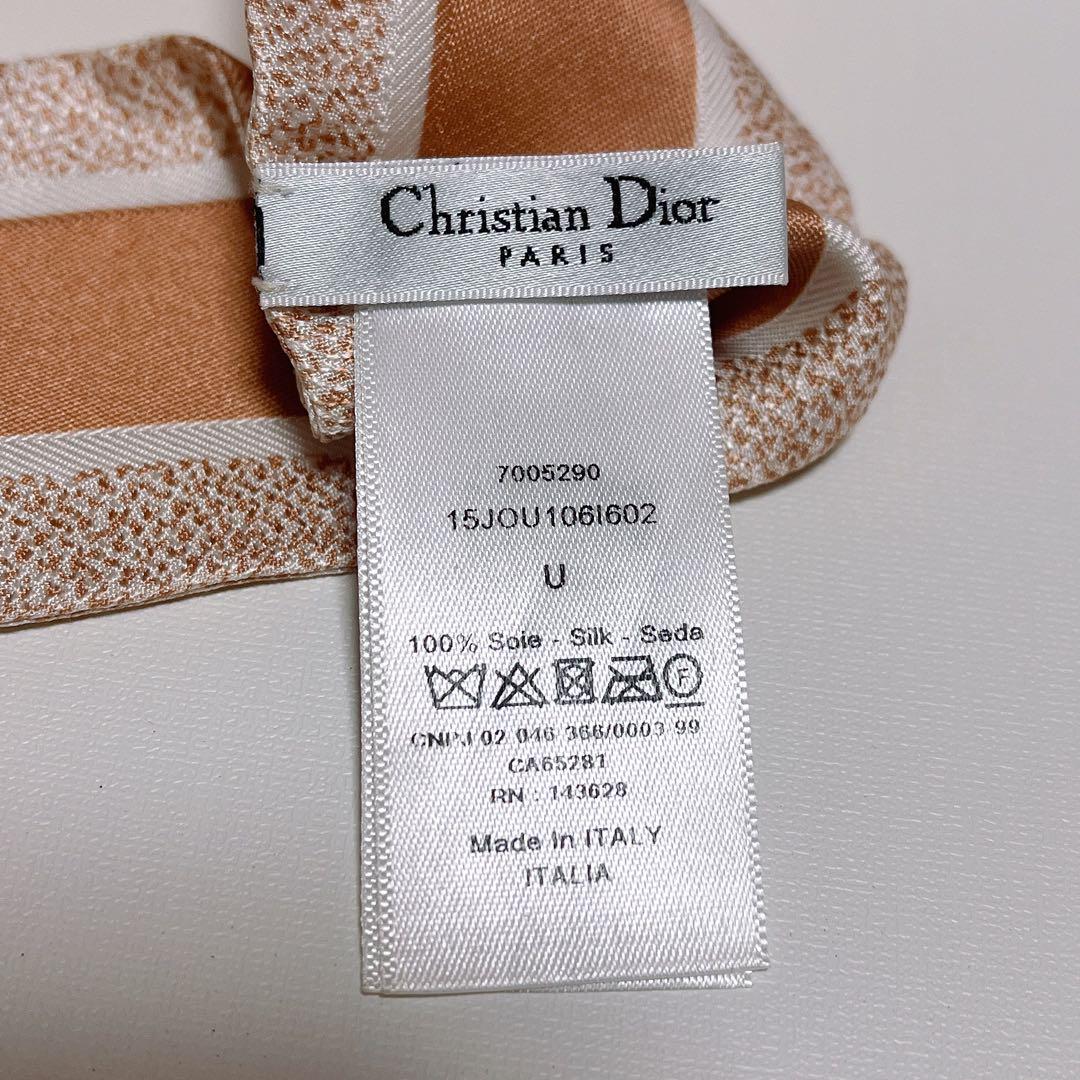 Christian Dior
PARIS
7005290
15JOU106I602
U
100% Soie - Silk - Seda
F
CNPJ 02 046 366/0003 99
CA65281
RN : 143628
Made in ITALY
ITALIA